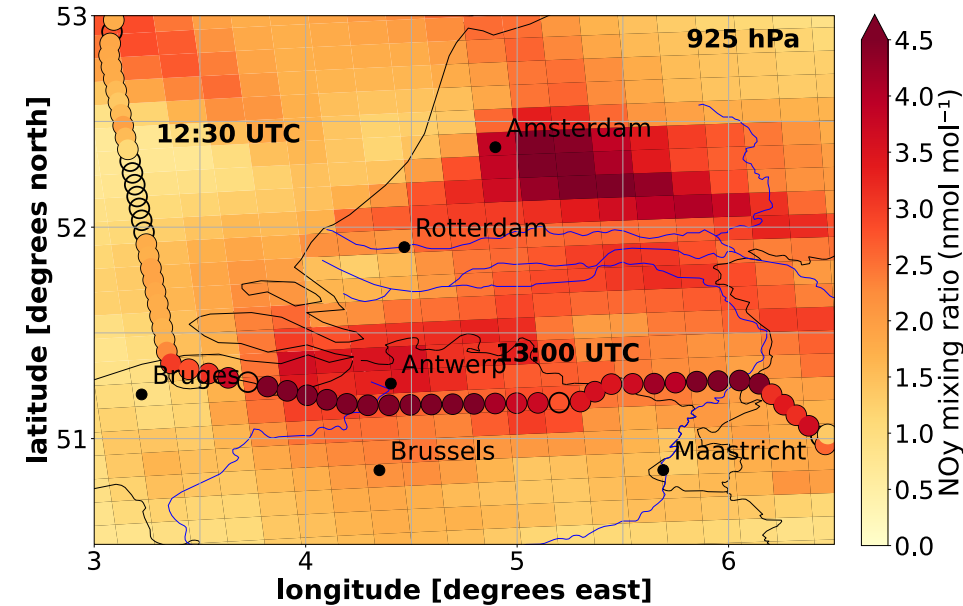 53
52
51
latitude [degrees north]
925 hPa
12:30 UTC
Amsterdam
Rotterdam
13:00 UTC
Bruges
Antwerp
Brussels
Maastricht
3
4
5
6
longitude [degrees east]
4.5
4.0
3.5
3.0
2.5
2.0
1.5
1.0
0.5
0.0
NOy mixing ratio (nmol mol⁻¹)